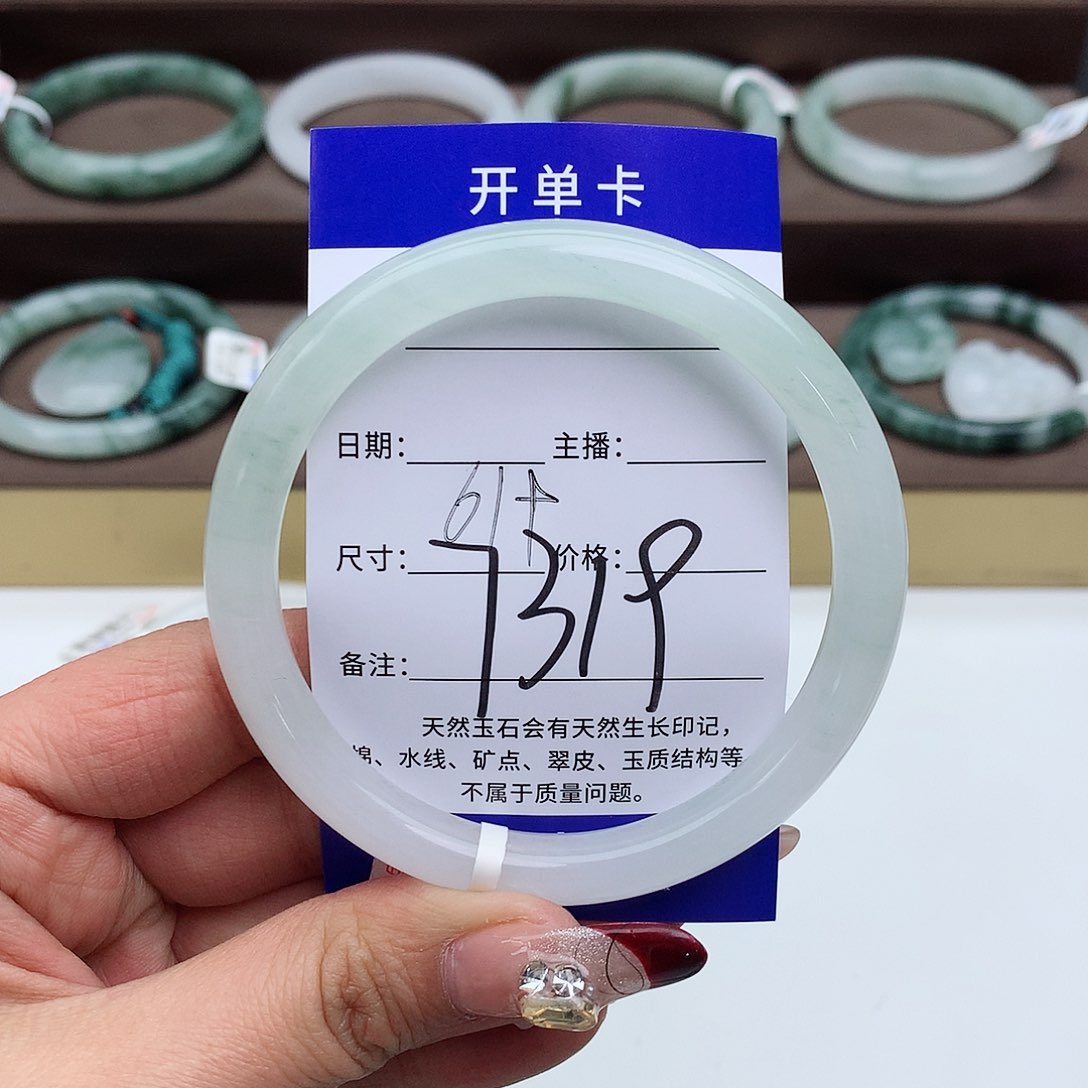 开单卡
日期: 主播:
61+
尺寸: 价格:
7319
备注:
天然玉石会有天然生长印记,
棉、水线、矿点、翠皮、玉质结构等
不属于质量问题。